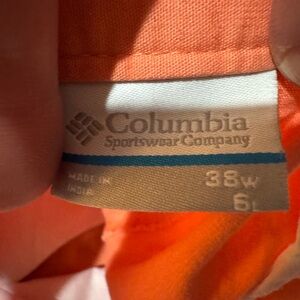 Columbia
Sportswear Company
MADE IN
INDIA
38W